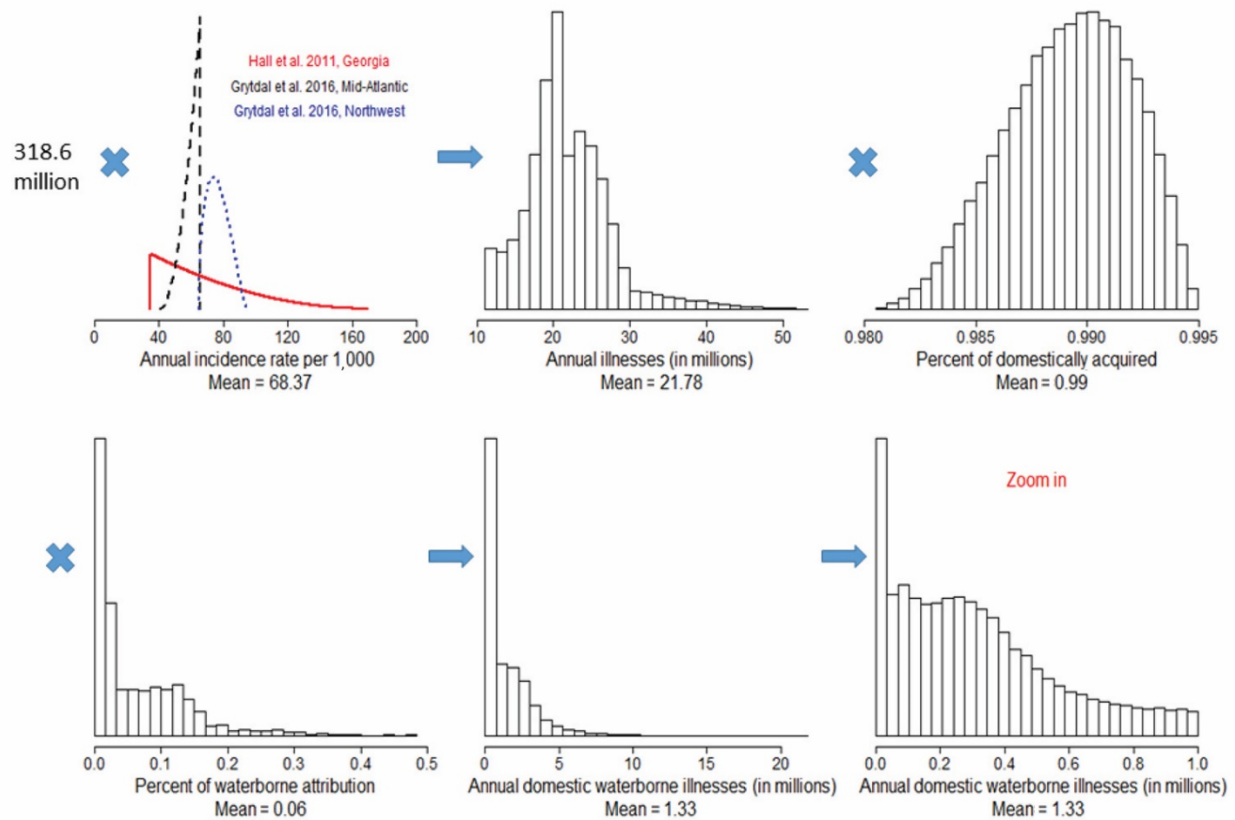 Hall et al. 2011, Georgia
Grytdal et al. 2016, Mid-Atlantic
Grytdal et al. 2016, Northwest
318.6
million
0 40 80 120 160 200
Annual incidence rate per 1,000
Mean = 68.37
10 20 30 40 50
Annual illnesses (in millions)
Mean = 21.78
0.980 0.985 0.990 0.995
Percent of domestically acquired
Mean = 0.99
0.0 0.1 0.2 0.3 0.4 0.5
Percent of waterborne attribution
Mean = 0.06
0 5 10 15 20
Annual domestic waterborne illnesses (in millions)
Mean = 1.33
Zoom in
0.0 0.2 0.4 0.6 0.8 1.0
Annual domestic waterborne illnesses (in millions)
Mean = 1.33